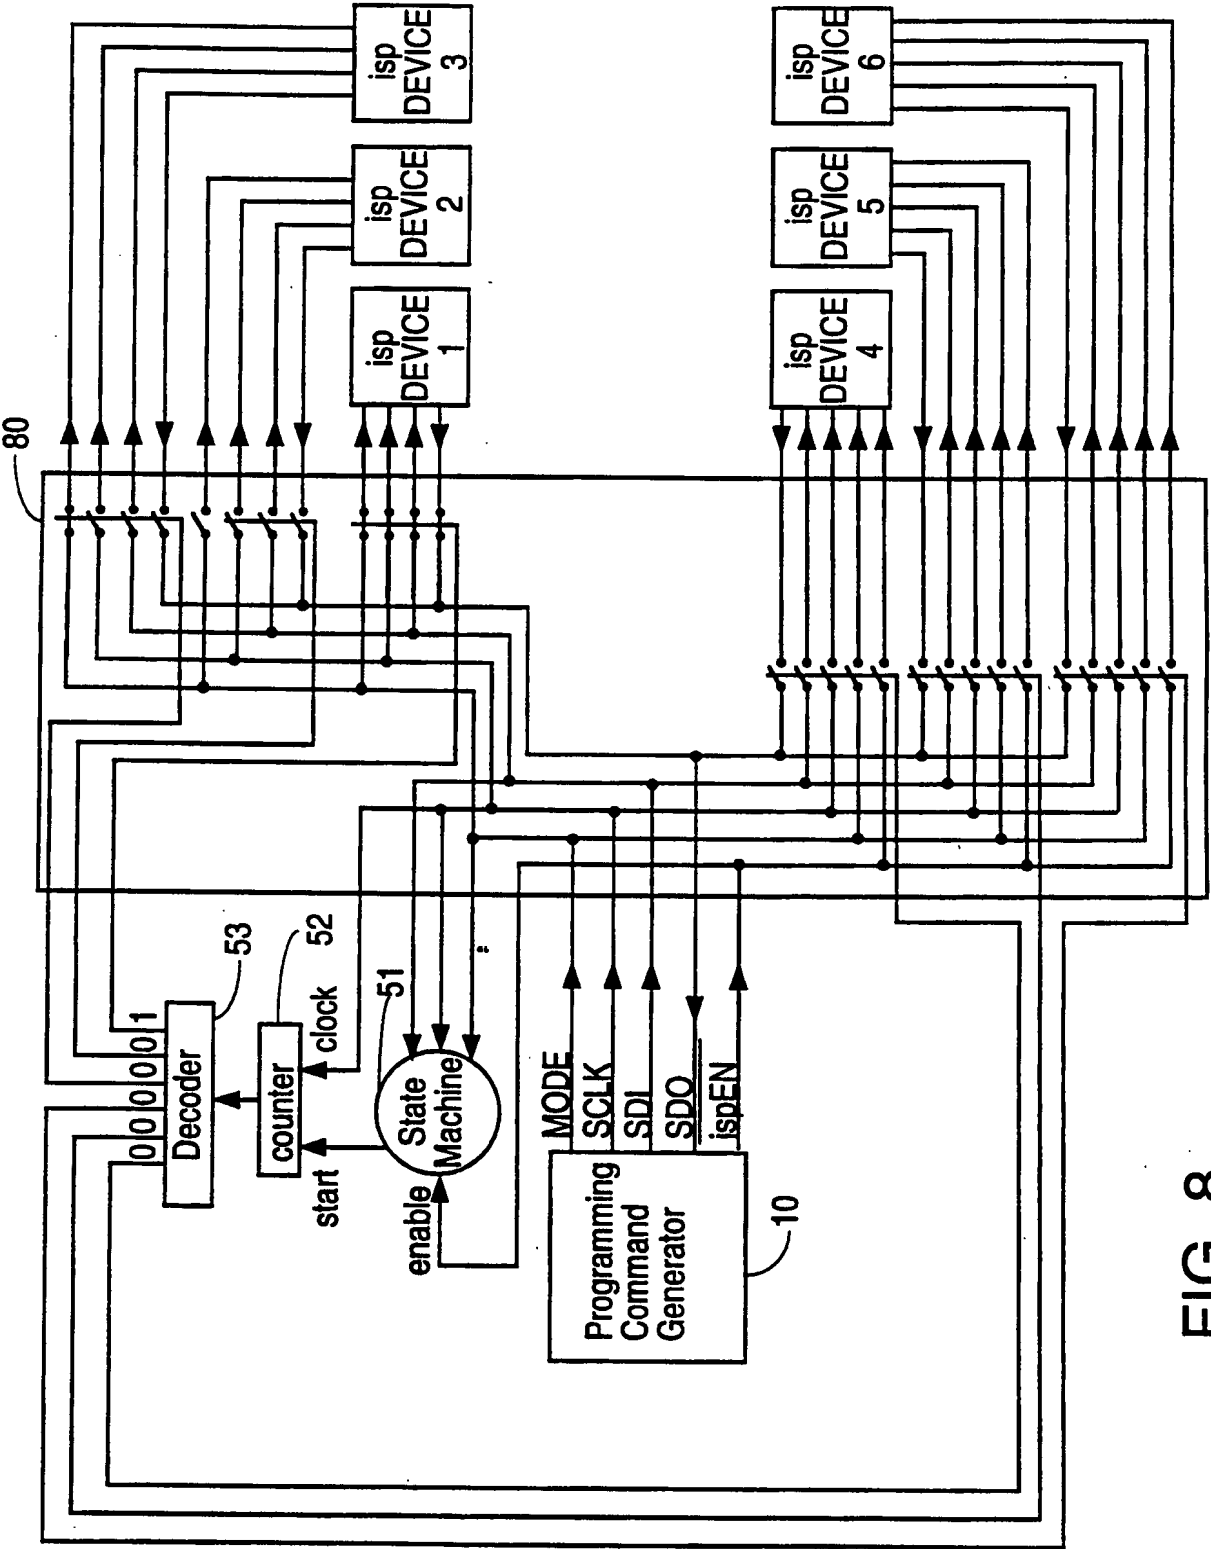 80
isp
DEVICE
3
isp
DEVICE
2
isp
DEVICE
1
isp
DEVICE
6
isp
DEVICE
5
isp
DEVICE
4
53
0 0 0 0 0 1
Decoder
52
counter
clock
start
51
State
Machine
enable
MODE
SCLK
SDI
SDO
ispEN
Programming
Command
Generator
10
FIG. 8